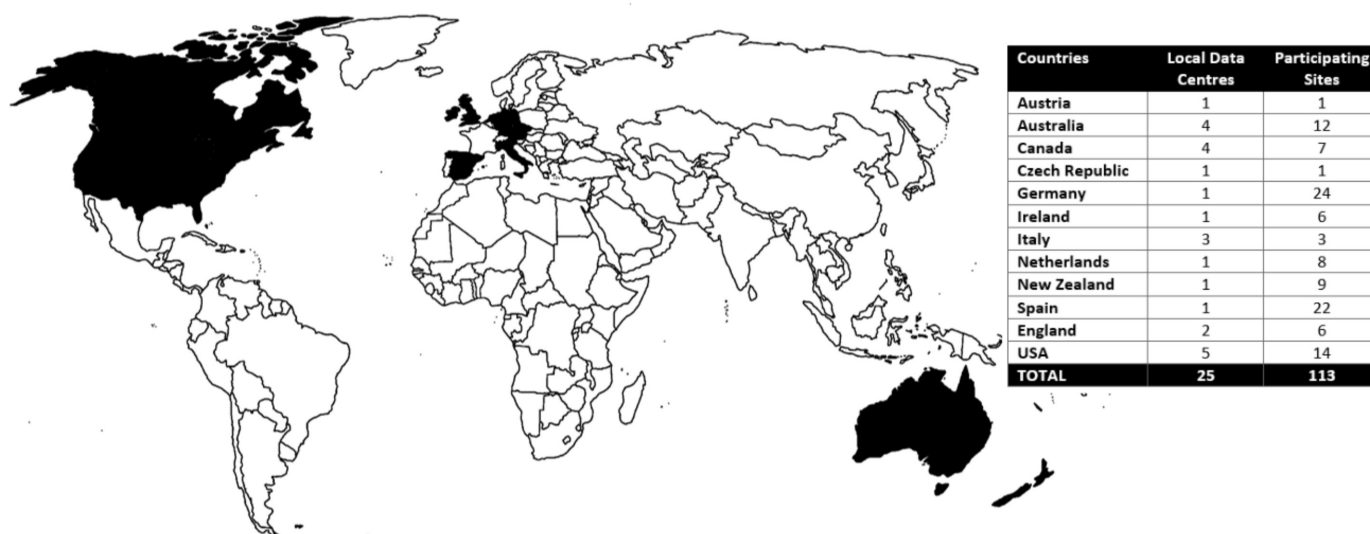 Countries Local Data Centres Participating Sites
Austria 1 1
Australia 4 12
Canada 4 7
Czech Republic 1 1
Germany 1 24
Ireland 1 6
Italy 3 3
Netherlands 1 8
New Zealand 1 9
Spain 1 22
England 2 6
USA 5 14
TOTAL 25 113